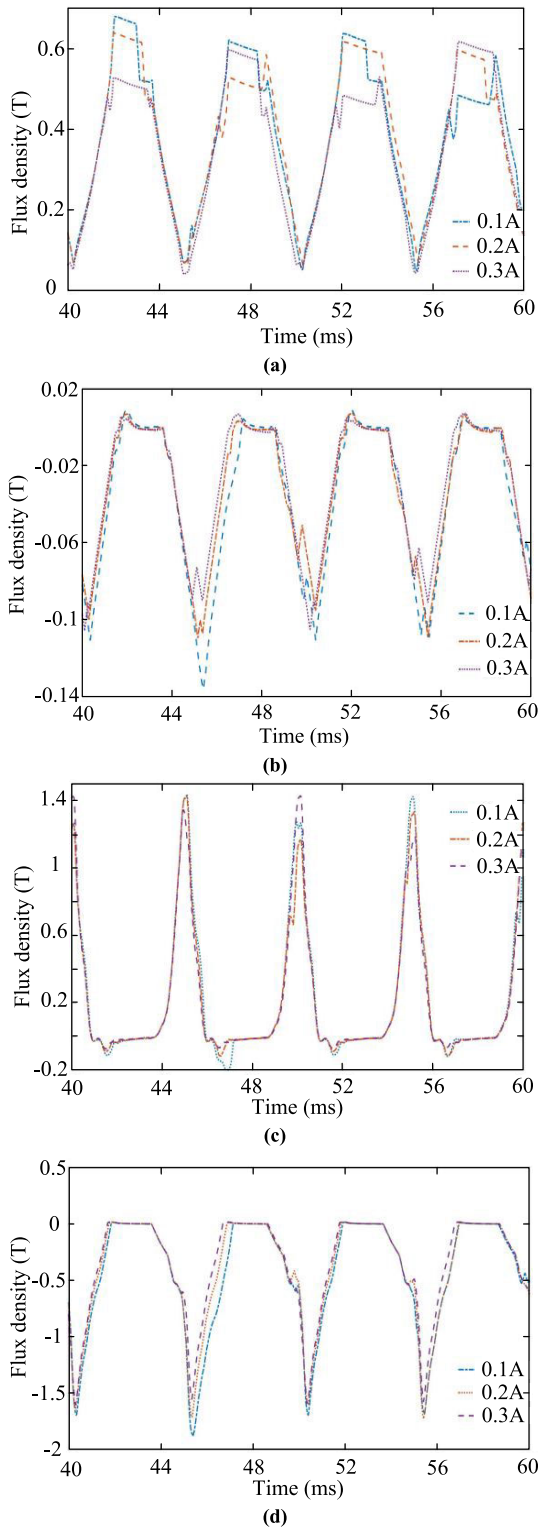 Flux density (T)
0.6
0.4
0.2
0
0.1A
0.2A
0.3A
40 44 48 52 56 60
Time (ms)
(a)
Flux density (T)
0.02
-0.02
-0.06
-0.1
-0.14
0.1A
0.2A
0.3A
40 44 48 52 56 60
Time (ms)
(b)
Flux density (T)
1.4
1
0.6
0.2
-0.2
0.1A
0.2A
0.3A
40 44 48 52 56 60
Time (ms)
(c)
Flux density (T)
0.5
0
-0.5
-1
-1.5
-2
0.1A
0.2A
0.3A
40 44 48 52 56 60
Time (ms)
(d)